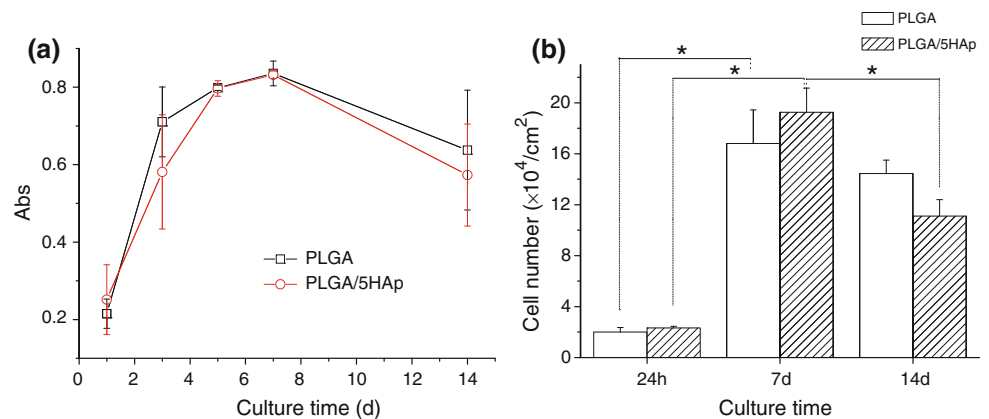 (a)
Abs
0.8
0.6
0.4
0.2
0 2 4 6 8 10 12 14
Culture time (d)
PLGA
PLGA/5HAp
(b)
PLGA
PLGA/5HAp
* * *
Cell number (×10⁴/cm²)
20
16
12
8
4
0
24h 7d 14d
Culture time